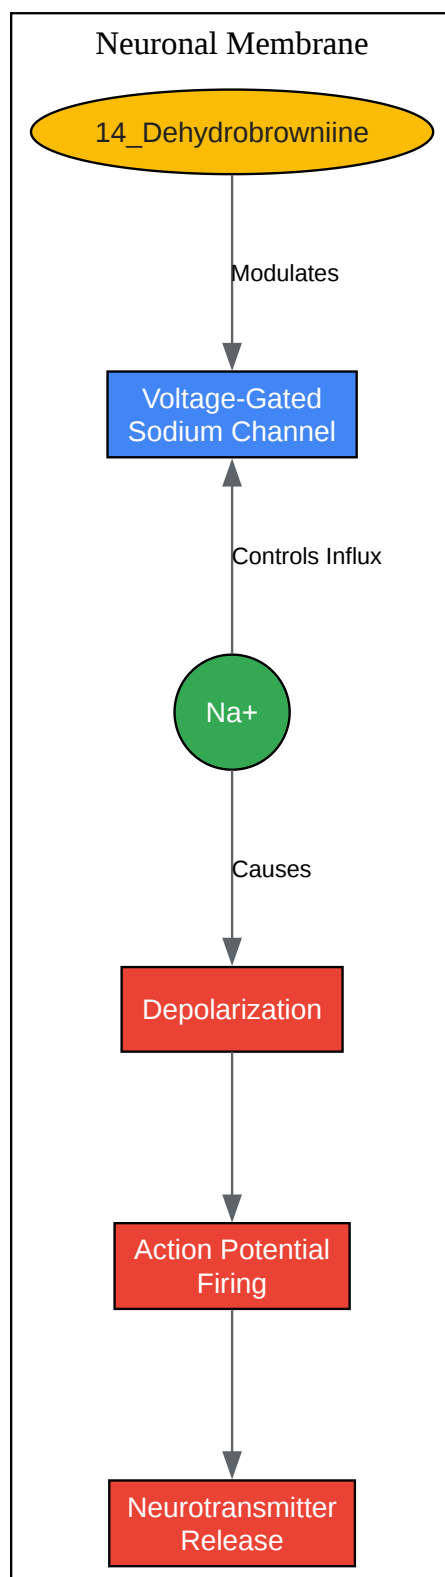 Neuronal Membrane
14_Dehydrobrowniine
Modulates
Voltage-Gated
Sodium Channel
Controls Influx
Na+
Causes
Depolarization
Action Potential
Firing
Neurotransmitter
Release